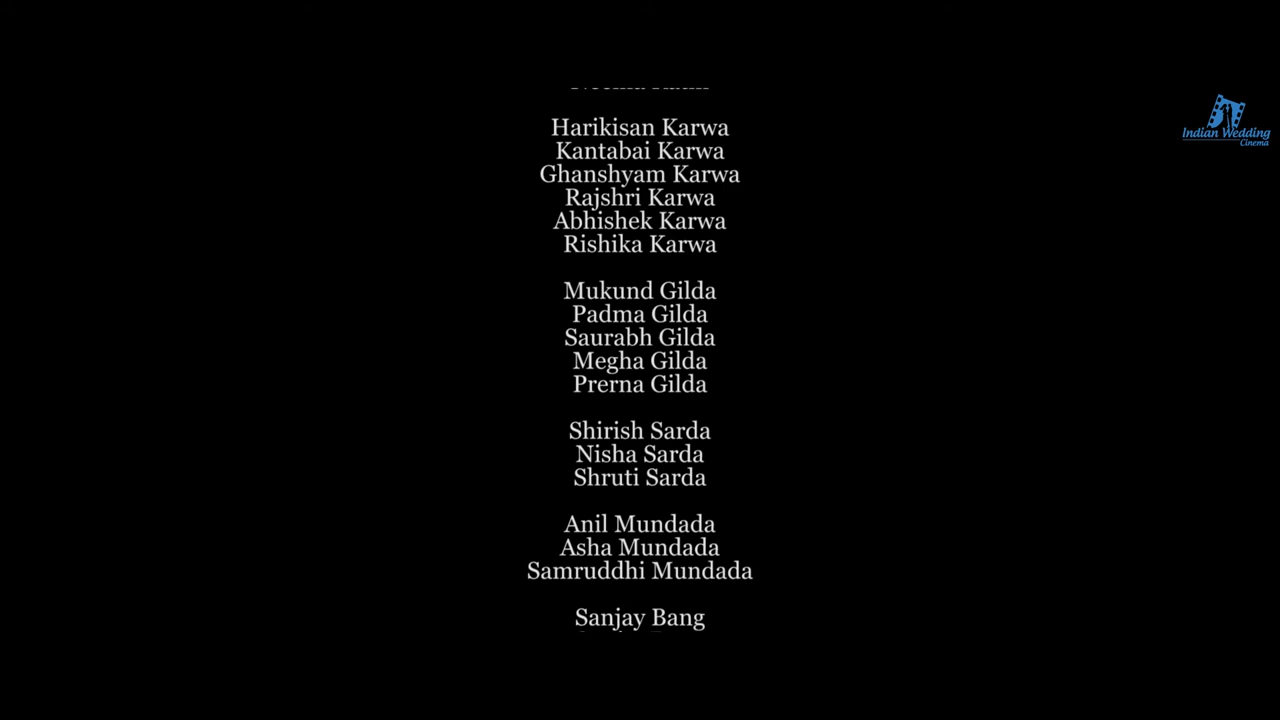 Harikisan Karwa
Kantabai Karwa
Ghanshyam Karwa
Rajshri Karwa
Abhishek Karwa
Rishika Karwa
Mukund Gilda
Padma Gilda
Saurabh Gilda
Megha Gilda
Prerna Gilda
Shirish Sarda
Nisha Sarda
Shruti Sarda
Anil Mundada
Asha Mundada
Samruddhi Mundada
Sanjay Bang
Indian Wedding
Cinema